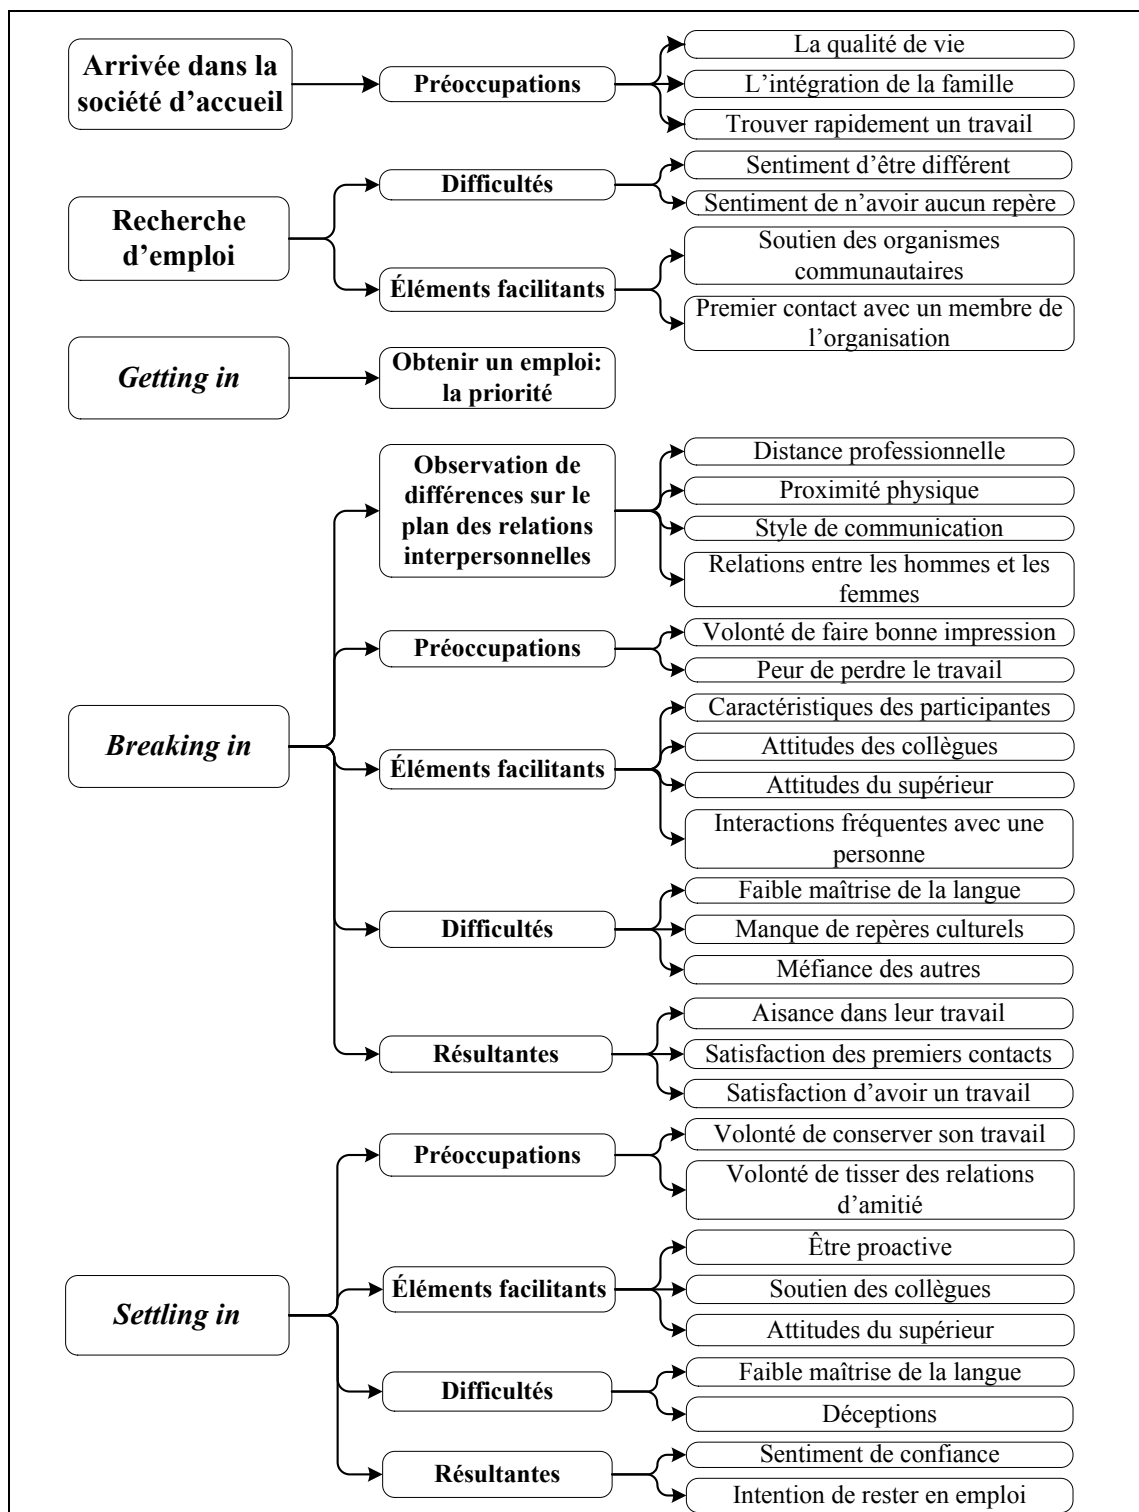 Arrivée dans la
société d'accueil
Préoccupations
La qualité de vie
L'intégration de la famille
Trouver rapidement un travail
Recherche
d'emploi
Difficultés
Sentiment d'être différent
Sentiment de n'avoir aucun repère
Éléments facilitants
Soutien des organismes
communautaires
Premier contact avec un membre de
l'organisation
Getting in
Obtenir un emploi:
la priorité
Breaking in
Observation de
différences sur le
plan des relations
interpersonnelles
Distance professionnelle
Proximité physique
Style de communication
Relations entre les hommes et les
femmes
Préoccupations
Volonté de faire bonne impression
Peur de perdre le travail
Éléments facilitants
Caractéristiques des participantes
Attitudes des collègues
Attitudes du supérieur
Interactions fréquentes avec une
personne
Difficultés
Faible maîtrise de la langue
Manque de repères culturels
Méfiance des autres
Résultantes
Aisance dans leur travail
Satisfaction des premiers contacts
Satisfaction d'avoir un travail
Settling in
Préoccupations
Volonté de conserver son travail
Volonté de tisser des relations
d'amitié
Éléments facilitants
Être proactive
Soutien des collègues
Attitudes du supérieur
Difficultés
Faible maîtrise de la langue
Déceptions
Résultantes
Sentiment de confiance
Intention de rester en emploi